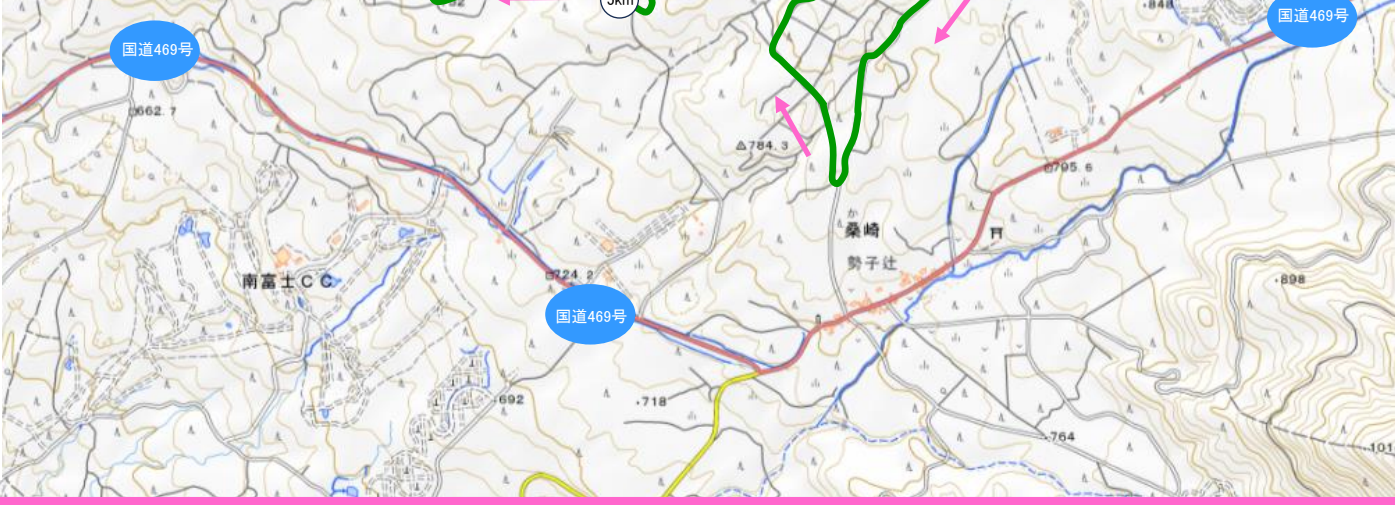 5km
・848
国道469号
国道469号
662.7
784.3
795.6
か
桑崎
勢子辻
南富士CC
724.2
国道469号
・898
・692
・718
・764